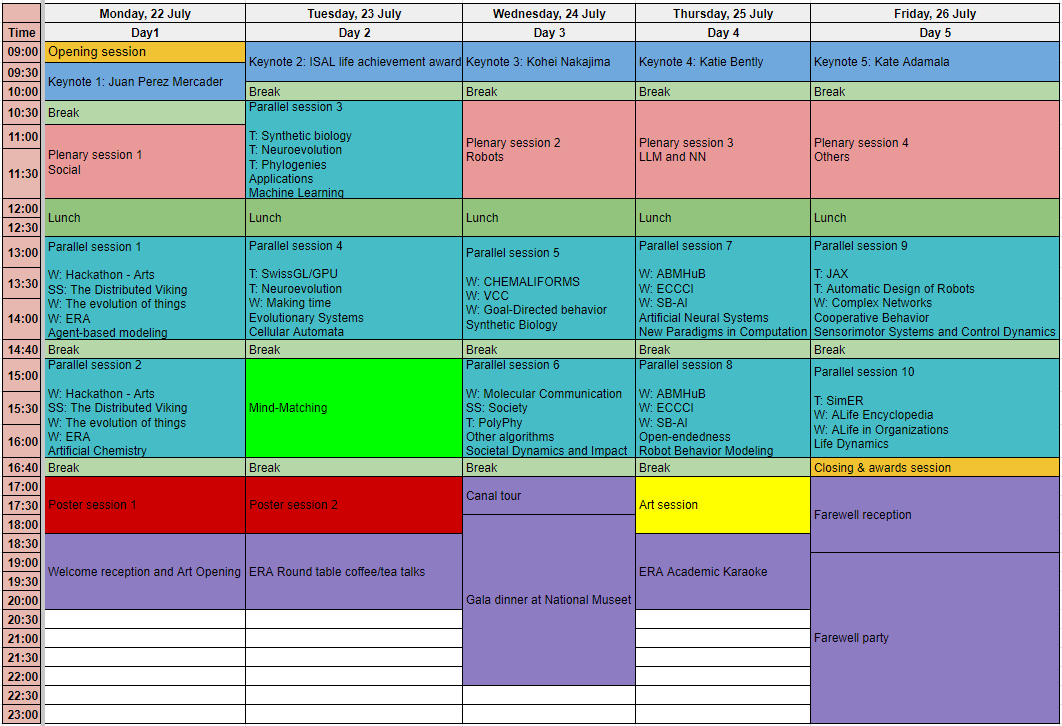 Monday, 22 July Tuesday, 23 July Wednesday, 24 July Thursday, 25 July Friday, 26 July
Time Day1 Day 2 Day 3 Day 4 Day 5
09:00 Opening session
Keynote 2: ISAL life achievement award Keynote 3: Kohei Nakajima Keynote 4: Katie Bently Keynote 5: Kate Adamala
09:30
Keynote 1: Juan Perez Mercader
10:00 Break Break Break Break
10:30 Break
11:00
11:30
Plenary session 1
Social
Parallel session 3
T: Synthetic biology
T: Neuroevolution
T: Phylogenies
Applications
Machine Learning
Plenary session 2
Robots
Plenary session 3
LLM and NN
Plenary session 4
Others
12:00
12:30
Lunch Lunch Lunch Lunch Lunch
13:00
13:30
14:00
Parallel session 1
W: Hackathon - Arts
SS: The Distributed Viking
W: The evolution of things
W: ERA
Agent-based modeling
Parallel session 4
T: SwissGL/GPU
T: Neuroevolution
W: Making time
Evolutionary Systems
Cellular Automata
Parallel session 5
W: CHEMALIFORMS
W: VCC
W: Goal-Directed behavior
Synthetic Biology
Parallel session 7
W: ABMHuB
W: ECCCI
W: SB-AI
Artificial Neural Systems
New Paradigms in Computation
Parallel session 9
T: JAX
T: Automatic Design of Robots
W: Complex Networks
Cooperative Behavior
Sensorimotor Systems and Control Dynamics
14:40 Break Break Break Break Break
15:00
15:30
16:00
Parallel session 2
W: Hackathon - Arts
SS: The Distributed Viking
W: The evolution of things
W: ERA
Artificial Chemistry
Mind-Matching
Parallel session 6
W: Molecular Communication
SS: Society
T: PolyPhy
Other algorithms
Societal Dynamics and Impact
Parallel session 8
W: ABMHuB
W: ECCCI
W: SB-AI
Open-endedness
Robot Behavior Modeling
Parallel session 10
T: SimER
W: ALife Encyclopedia
W: ALife in Organizations
Life Dynamics
16:40 Break Break Break Break Closing & awards session
17:00
17:30
18:00
Poster session 1 Poster session 2 Canal tour Art session Farewell reception
18:30
19:00
19:30
20:00
Welcome reception and Art Opening ERA Round table coffee/tea talks Gala dinner at National Museet ERA Academic Karaoke
20:30
21:00
Farewell party
21:30
22:00
22:30
23:00